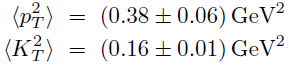 ⟨p_T^2⟩ = (0.38 ± 0.06) GeV^2
⟨K_T^2⟩ = (0.16 ± 0.01) GeV^2